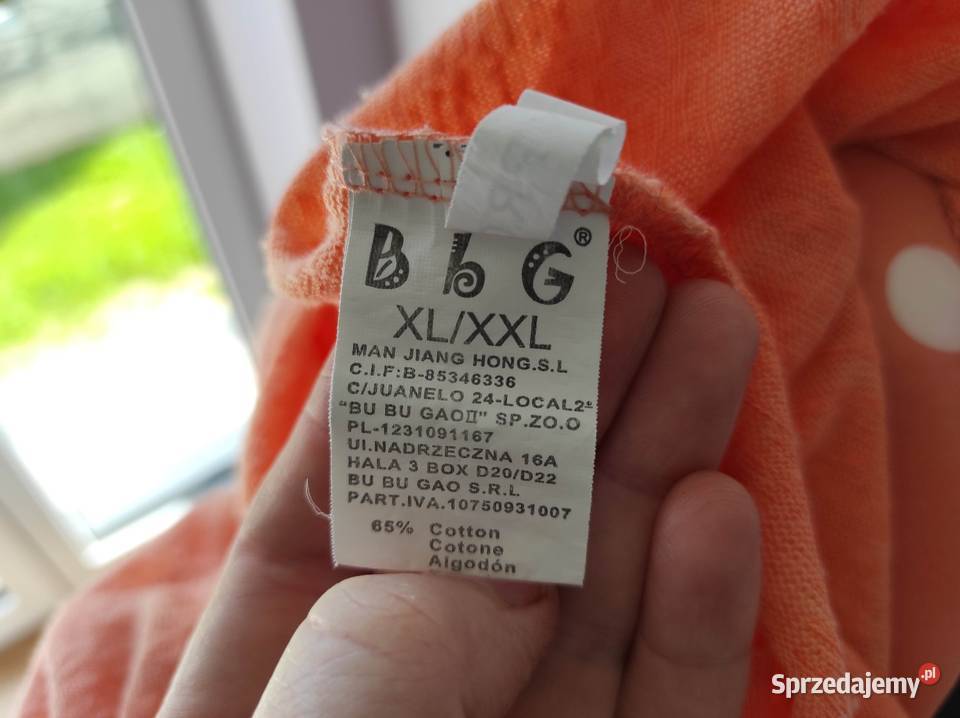 BbG®
XL/XXL
MAN JIANG HONG.S.L
C.I.F:B-85346336
C/JUANELO 24-LOCAL2ª
"BU BU GAOⅡ" SP.ZO.O
PL-1231091167
Ul.NADRZECZNA 16A
HALA 3 BOX D20/D22
BU BU GAO S.R.L
PART.IVA.10750931007
65% Cotton
Cotone
Algodón
Sprzedajemy.pl